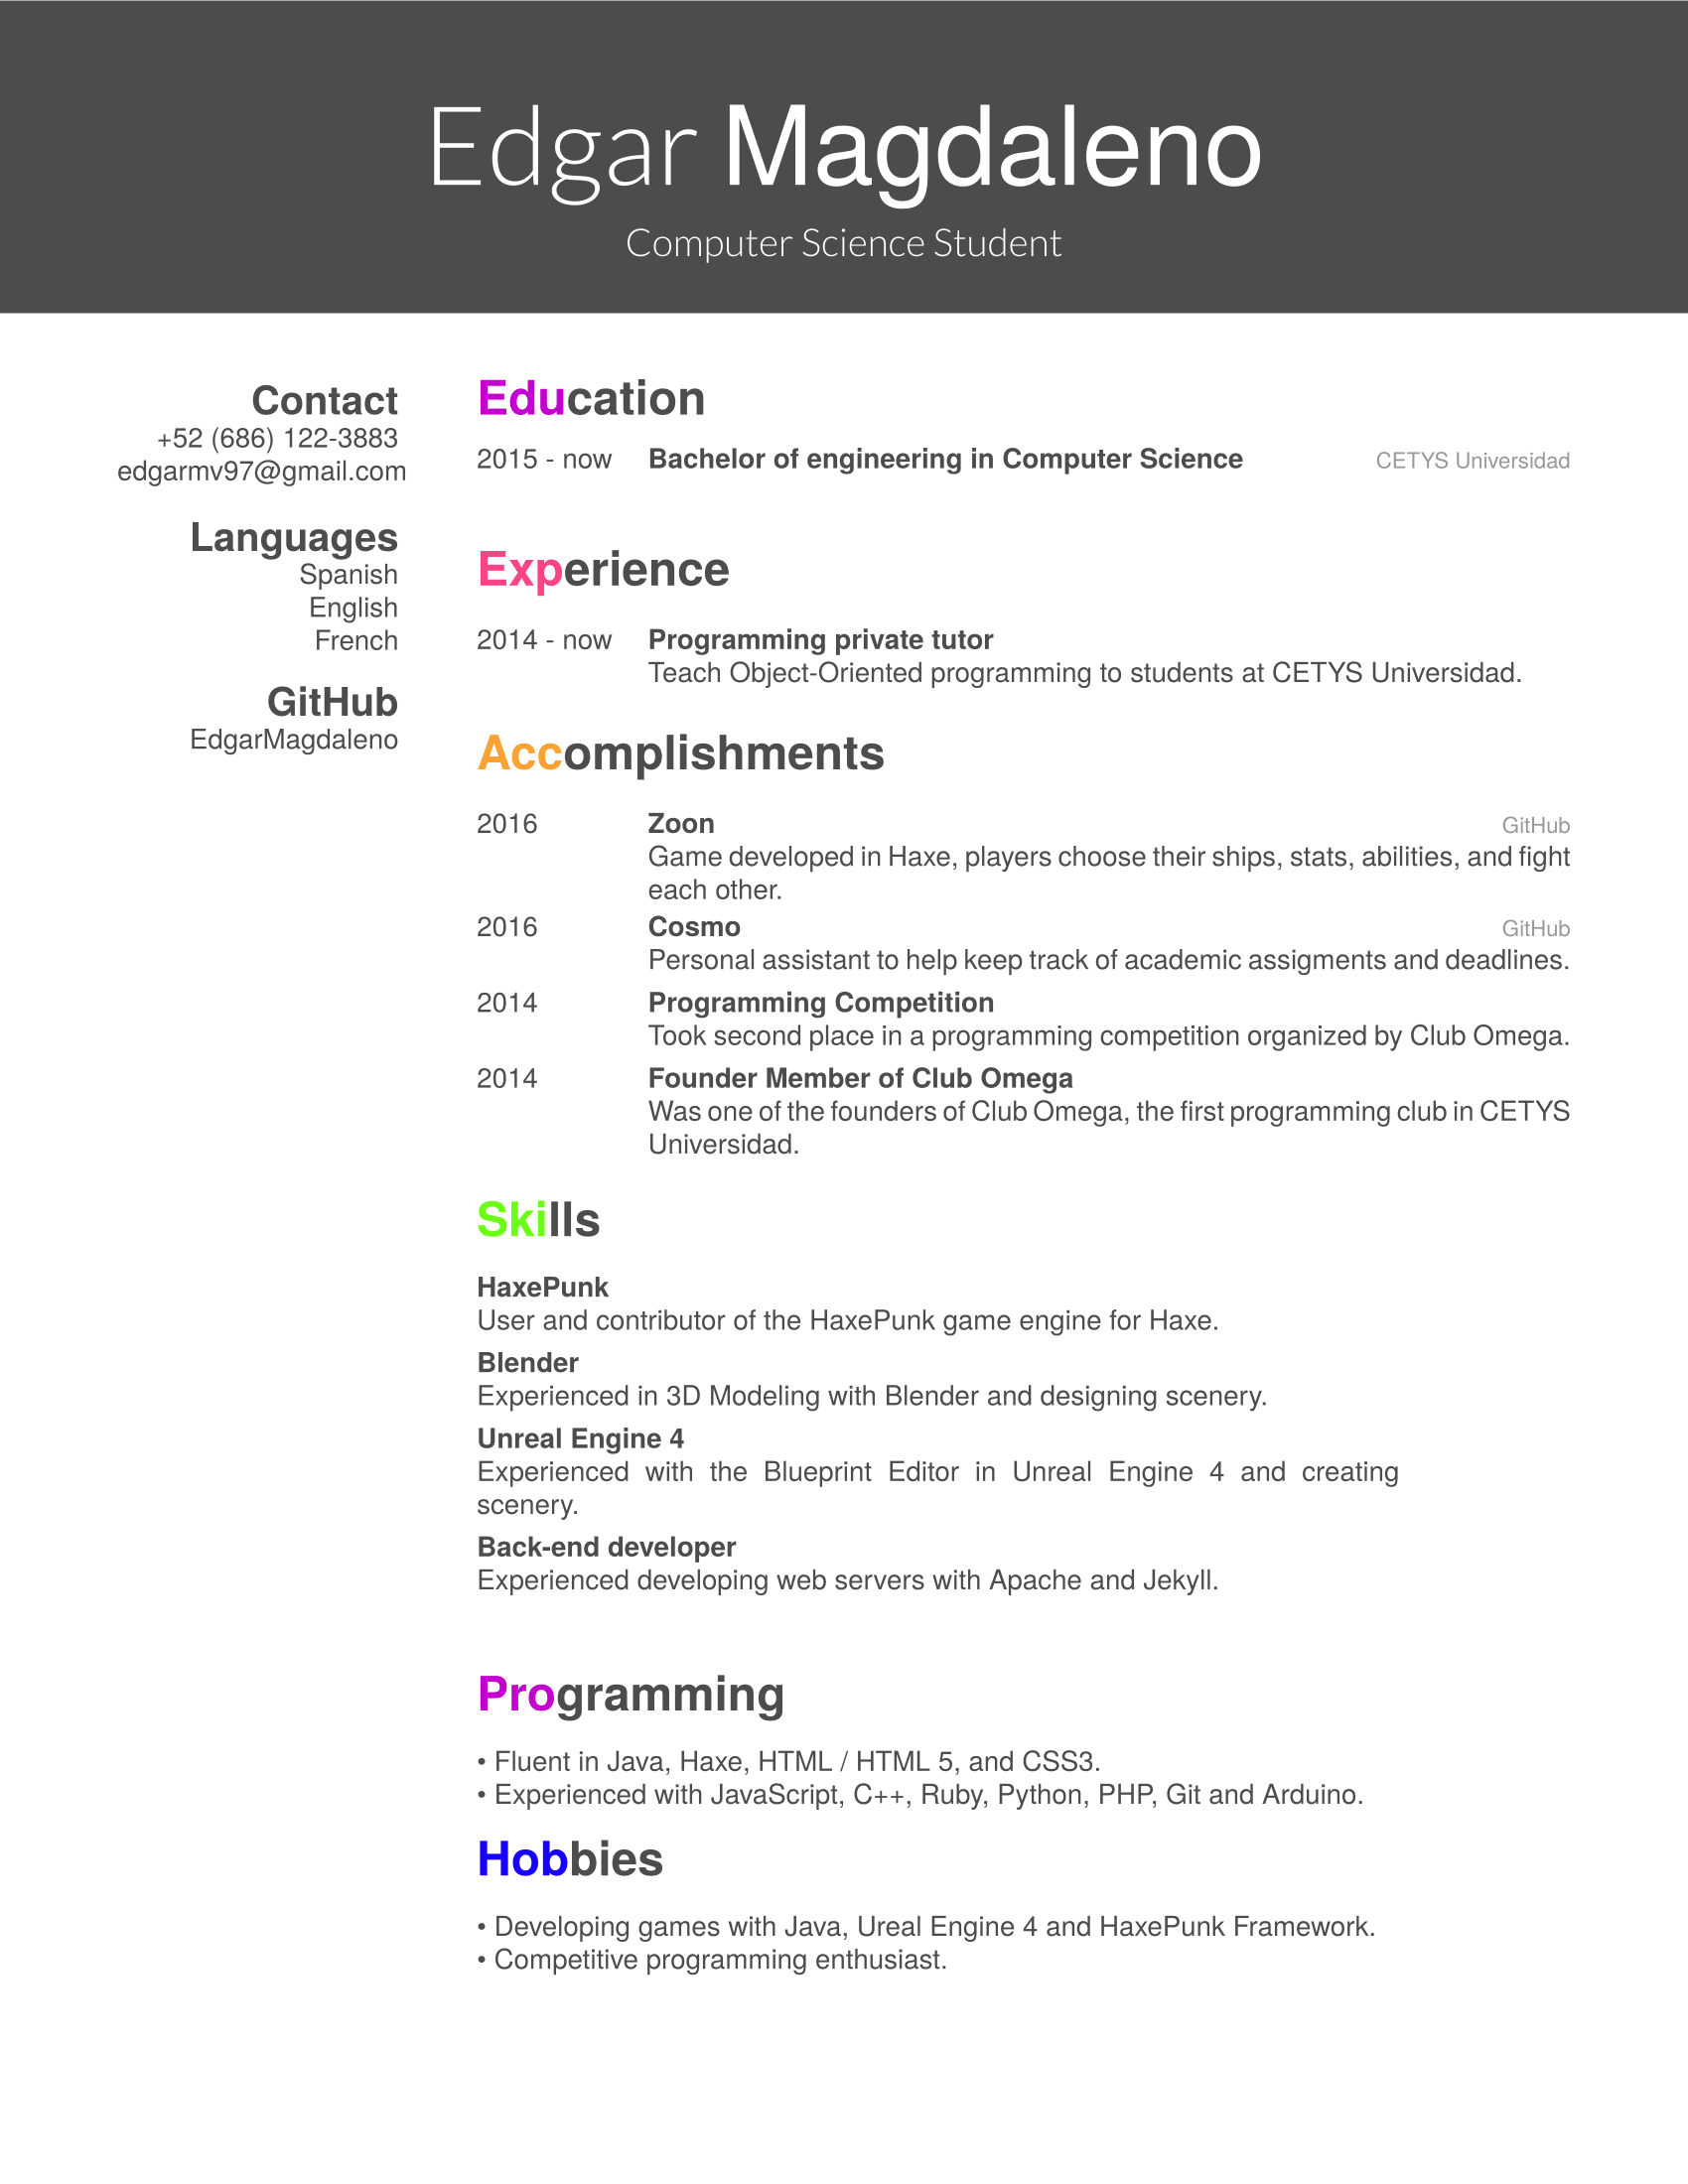 Edgar Magdaleno
Computer Science Student
Contact
+52 (686) 122-3883
edgarmv97@gmail.com
Languages
Spanish
English
French
GitHub
EdgarMagdaleno
Education
2015 - now Bachelor of engineering in Computer Science CETYS Universidad
Experience
2014 - now Programming private tutor
Teach Object-Oriented programming to students at CETYS Universidad.
Accomplishments
2016 Zoon GitHub
Game developed in Haxe, players choose their ships, stats, abilities, and fight
each other.
2016 Cosmo GitHub
Personal assistant to help keep track of academic assigments and deadlines.
2014 Programming Competition
Took second place in a programming competition organized by Club Omega.
2014 Founder Member of Club Omega
Was one of the founders of Club Omega, the first programming club in CETYS
Universidad.
Skills
HaxePunk
User and contributor of the HaxePunk game engine for Haxe.
Blender
Experienced in 3D Modeling with Blender and designing scenery.
Unreal Engine 4
Experienced with the Blueprint Editor in Unreal Engine 4 and creating
scenery.
Back-end developer
Experienced developing web servers with Apache and Jekyll.
Programming
• Fluent in Java, Haxe, HTML / HTML 5, and CSS3.
• Experienced with JavaScript, C++, Ruby, Python, PHP, Git and Arduino.
Hobbies
• Developing games with Java, Ureal Engine 4 and HaxePunk Framework.
• Competitive programming enthusiast.